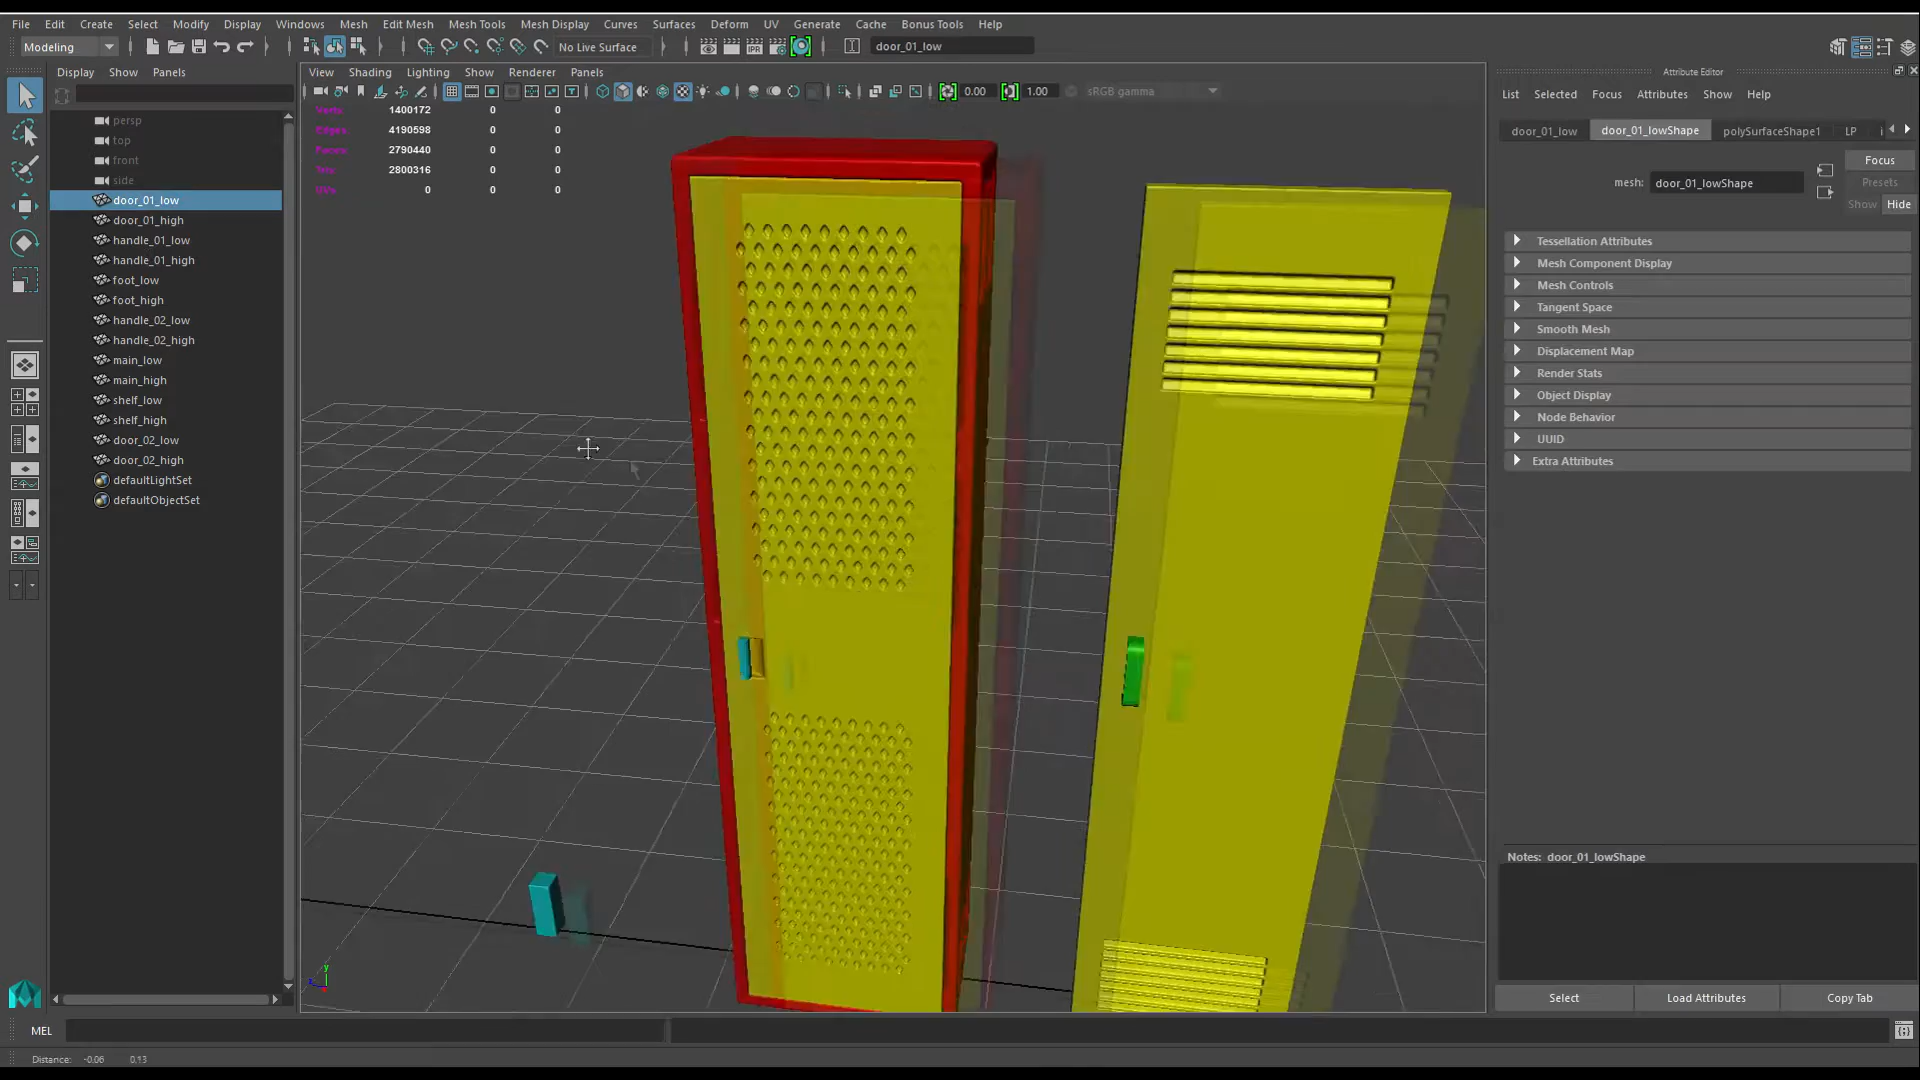 File Edit Create Select Modify Display Windows Mesh Edit Mesh Mesh Tools Mesh Display Curves Surfaces Deform UV Generate Cache Bonus Tools Help
Modeling
No Live Surface
IPR
door_01_low
Display Show Panels
View Shading Lighting Show Renderer Panels
0.00
1.00
sRGB gamma
Verts: 1400172 0 0
Edges: 4190598 0 0
Faces: 2790440 0 0
Tris: 2800316 0 0
UVs: 0 0 0
persp
top
front
side
door_01_low
door_01_high
handle_01_low
handle_01_high
foot_low
foot_high
handle_02_low
handle_02_high
main_low
main_high
shelf_low
shelf_high
door_02_low
door_02_high
defaultLightSet
defaultObjectSet
y
Attribute Editor
List Selected Focus Attributes Show Help
door_01_low door_01_lowShape polySurfaceShape1 LP
mesh: door_01_lowShape
Focus
Presets
Show Hide
Tessellation Attributes
Mesh Component Display
Mesh Controls
Tangent Space
Smooth Mesh
Displacement Map
Render Stats
Object Display
Node Behavior
UUID
Extra Attributes
Notes: door_01_lowShape
Select Load Attributes Copy Tab
MEL
Distance: -0.06 0.13